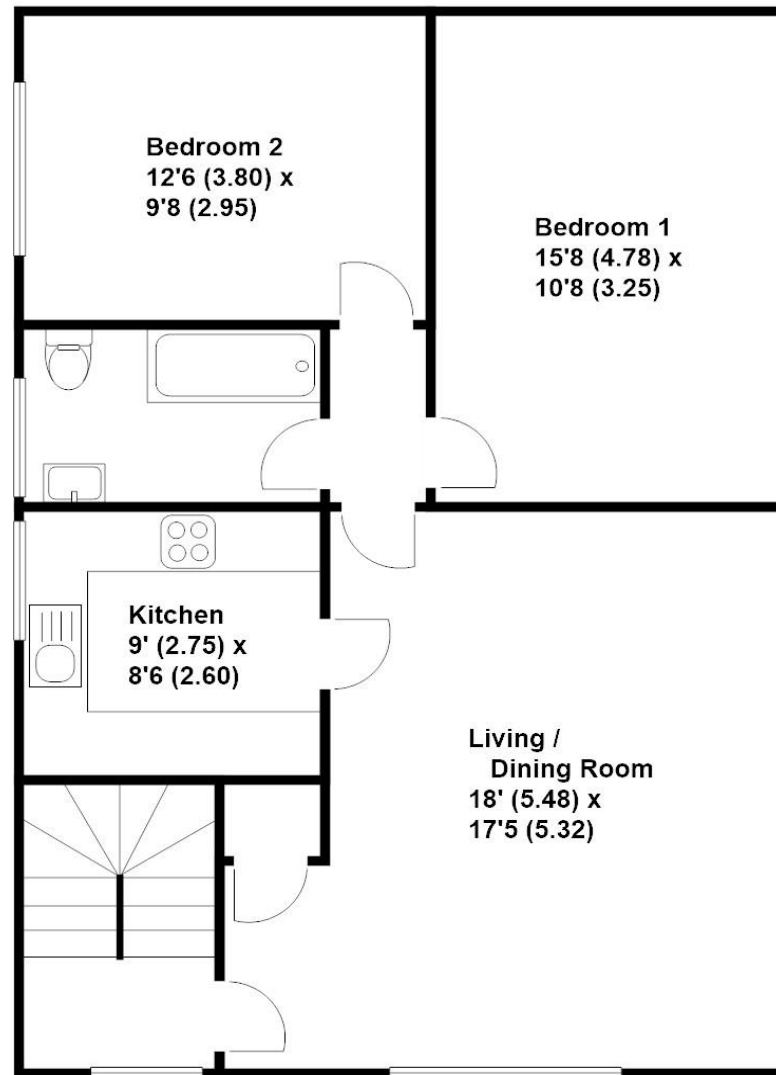 Bedroom 2
12'6 (3.80) x
9'8 (2.95)
Bedroom 1
15'8 (4.78) x
10'8 (3.25)
Kitchen
9' (2.75) x
8'6 (2.60)
Living /
Dining Room
18' (5.48) x
17'5 (5.32)